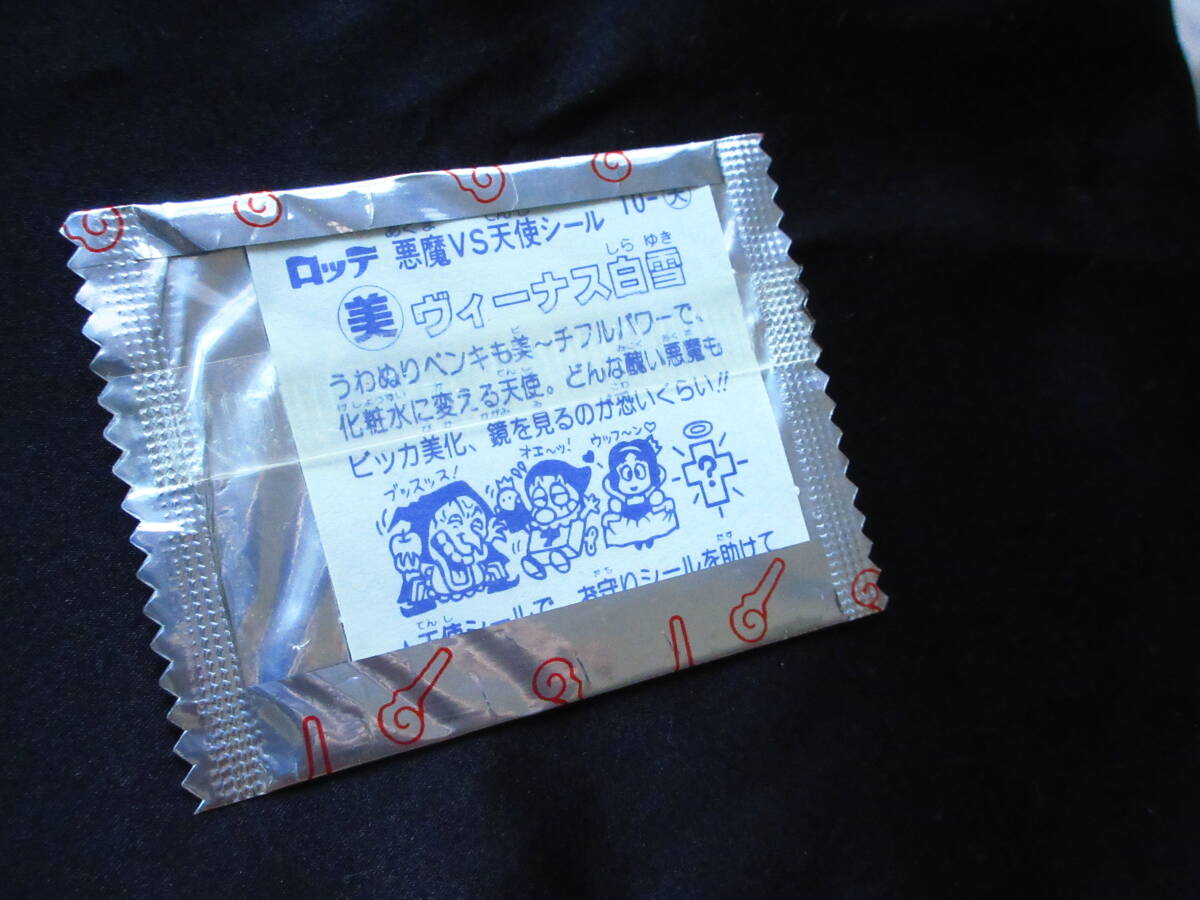 ロッテ 悪魔VS天使シール 10-天
美 ヴィーナス白雪
うわぬりペンキも美〜チフルパワーで、
化粧水に変える天使。どんな醜い悪魔も
ピッカ美化、鏡を見るのが恐いくらい!!
ブッスッス! オエ〜ッ! ウッフ〜ン♡
?
天使シールで、お守りシールを助けて